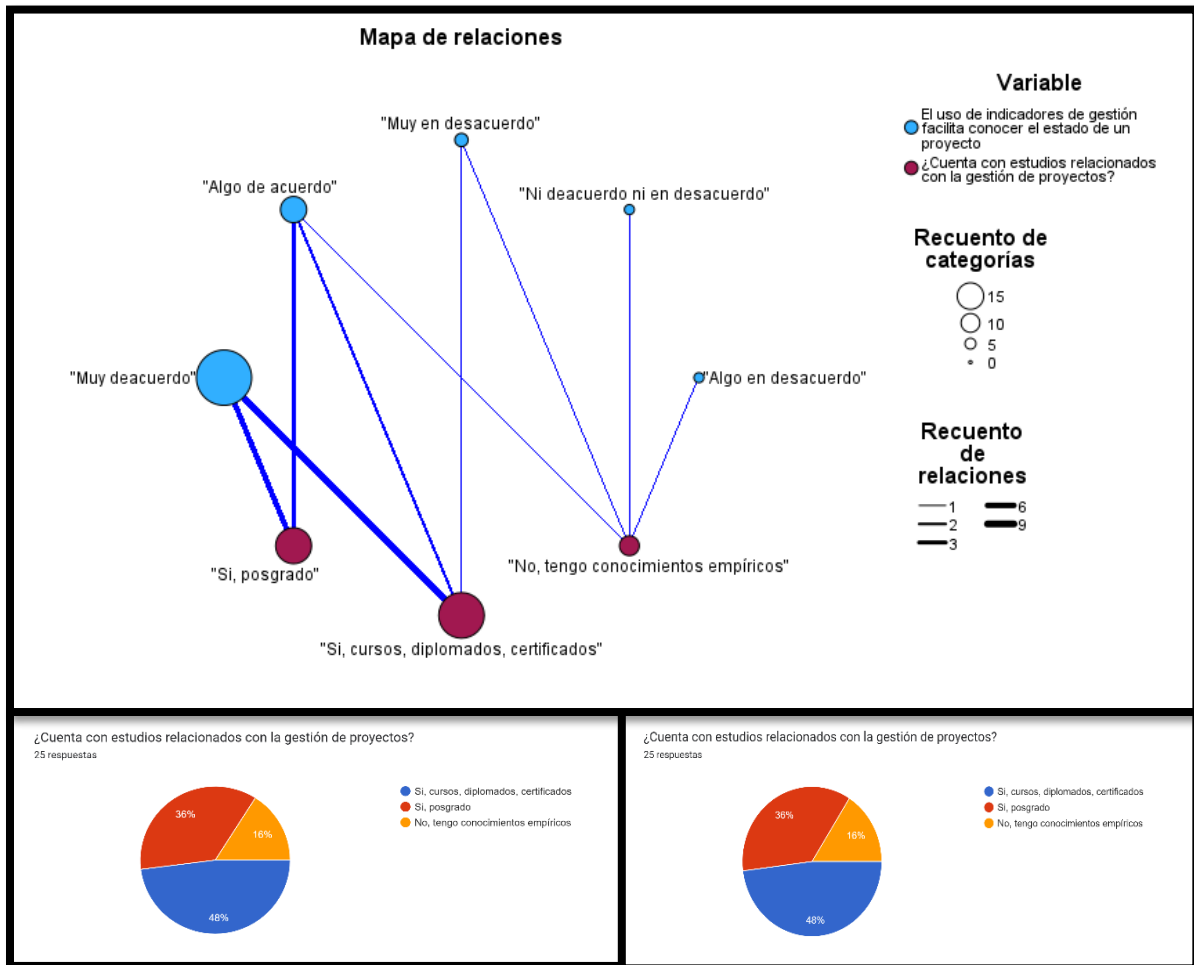 Mapa de relaciones
"Muy en desacuerdo"
"Algo de acuerdo"
"Ni deacuerdo ni en desacuerdo"
"Muy deacuerdo"
"Algo en desacuerdo"
"Si, posgrado"
"No, tengo conocimientos empíricos"
"Si, cursos, diplomados, certificados"
Variable
El uso de indicadores de gestión
facilita conocer el estado de un
proyecto
¿Cuenta con estudios relacionados
con la gestión de proyectos?
Recuento de
categorías
15
10
5
0
Recuento
de
relaciones
1 6
2 9
3
¿Cuenta con estudios relacionados con la gestión de proyectos?
25 respuestas
36%
16%
48%
Si, cursos, diplomados, certificados
Si, posgrado
No, tengo conocimientos empíricos
¿Cuenta con estudios relacionados con la gestión de proyectos?
25 respuestas
36%
16%
48%
Si, cursos, diplomados, certificados
Si, posgrado
No, tengo conocimientos empíricos